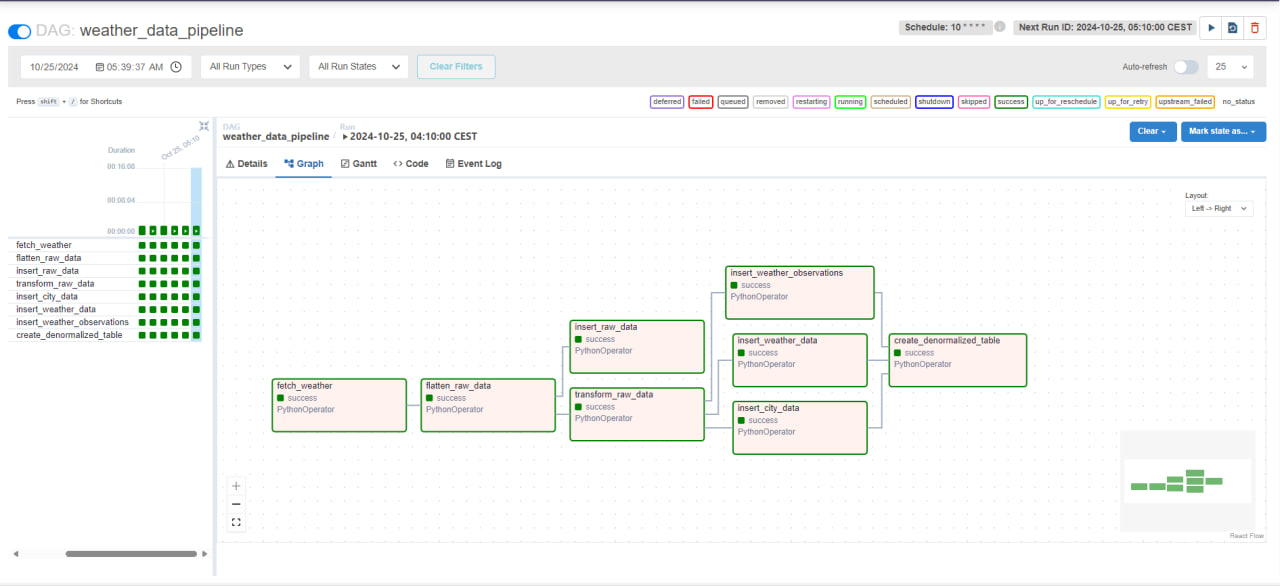 DAG: weather_data_pipeline
Schedule: 10 * * * *
Next Run ID: 2024-10-25, 05:10:00 CEST
10/25/2024 05:39:37 AM
All Run Types
All Run States
Clear Filters
Auto-refresh
25
Press shift + / for Shortcuts
deferred failed queued removed restarting running scheduled shutdown skipped success up_for_reschedule up_for_retry upstream_failed no_status
Duration
Oct 25, 05:10
00:16:08
00:08:04
00:00:00
fetch_weather
flatten_raw_data
insert_raw_data
transform_raw_data
insert_city_data
insert_weather_data
insert_weather_observations
create_denormalized_table
DAG
weather_data_pipeline
/
Run
2024-10-25, 04:10:00 CEST
Clear
Mark state as...
Details
Graph
Gantt
Code
Event Log
Layout:
Left -> Right
fetch_weather
success
PythonOperator
flatten_raw_data
success
PythonOperator
insert_raw_data
success
PythonOperator
transform_raw_data
success
PythonOperator
insert_weather_observations
success
PythonOperator
insert_weather_data
success
PythonOperator
insert_city_data
success
PythonOperator
create_denormalized_table
success
PythonOperator
React Flow